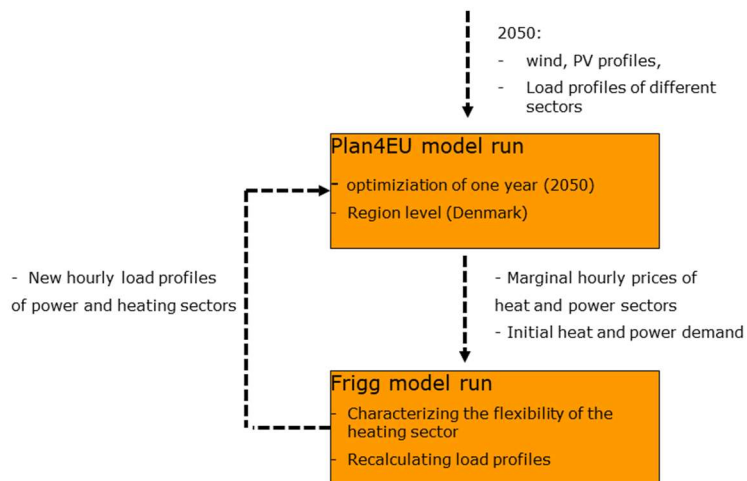 2050:
- wind, PV profiles,
- Load profiles of different
sectors
Plan4EU model run
- optimiziation of one year (2050)
- Region level (Denmark)
- New hourly load profiles
of power and heating sectors
- Marginal hourly prices of
heat and power sectors
- Initial heat and power demand
Frigg model run
- Characterizing the flexibility of the
heating sector
- Recalculating load profiles